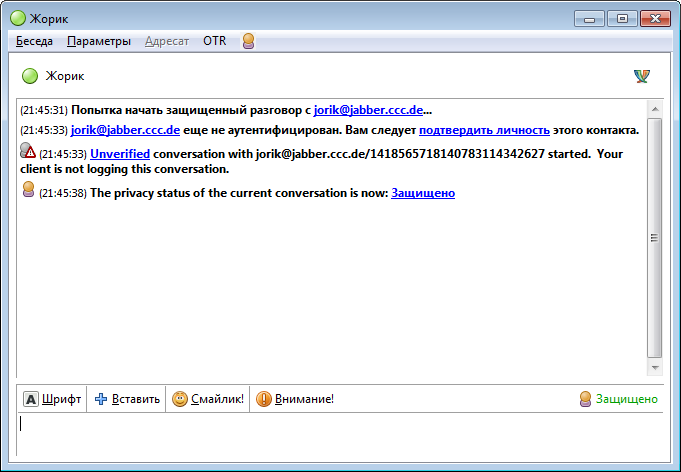 Жорик
Беседа Параметры Адресат OTR
Жорик
(21:45:31) Попытка начать защищенный разговор с jorik@jabber.ccc.de...
(21:45:33) jorik@jabber.ccc.de еще не аутентифицирован. Вам следует подтвердить личность этого контакта.
(21:45:33) Unverified conversation with jorik@jabber.ccc.de/1418565718140783114342627 started. Your
client is not logging this conversation.
(21:45:38) The privacy status of the current conversation is now: Защищено
A Шрифт Вставить Смайлик! Внимание! Защищено